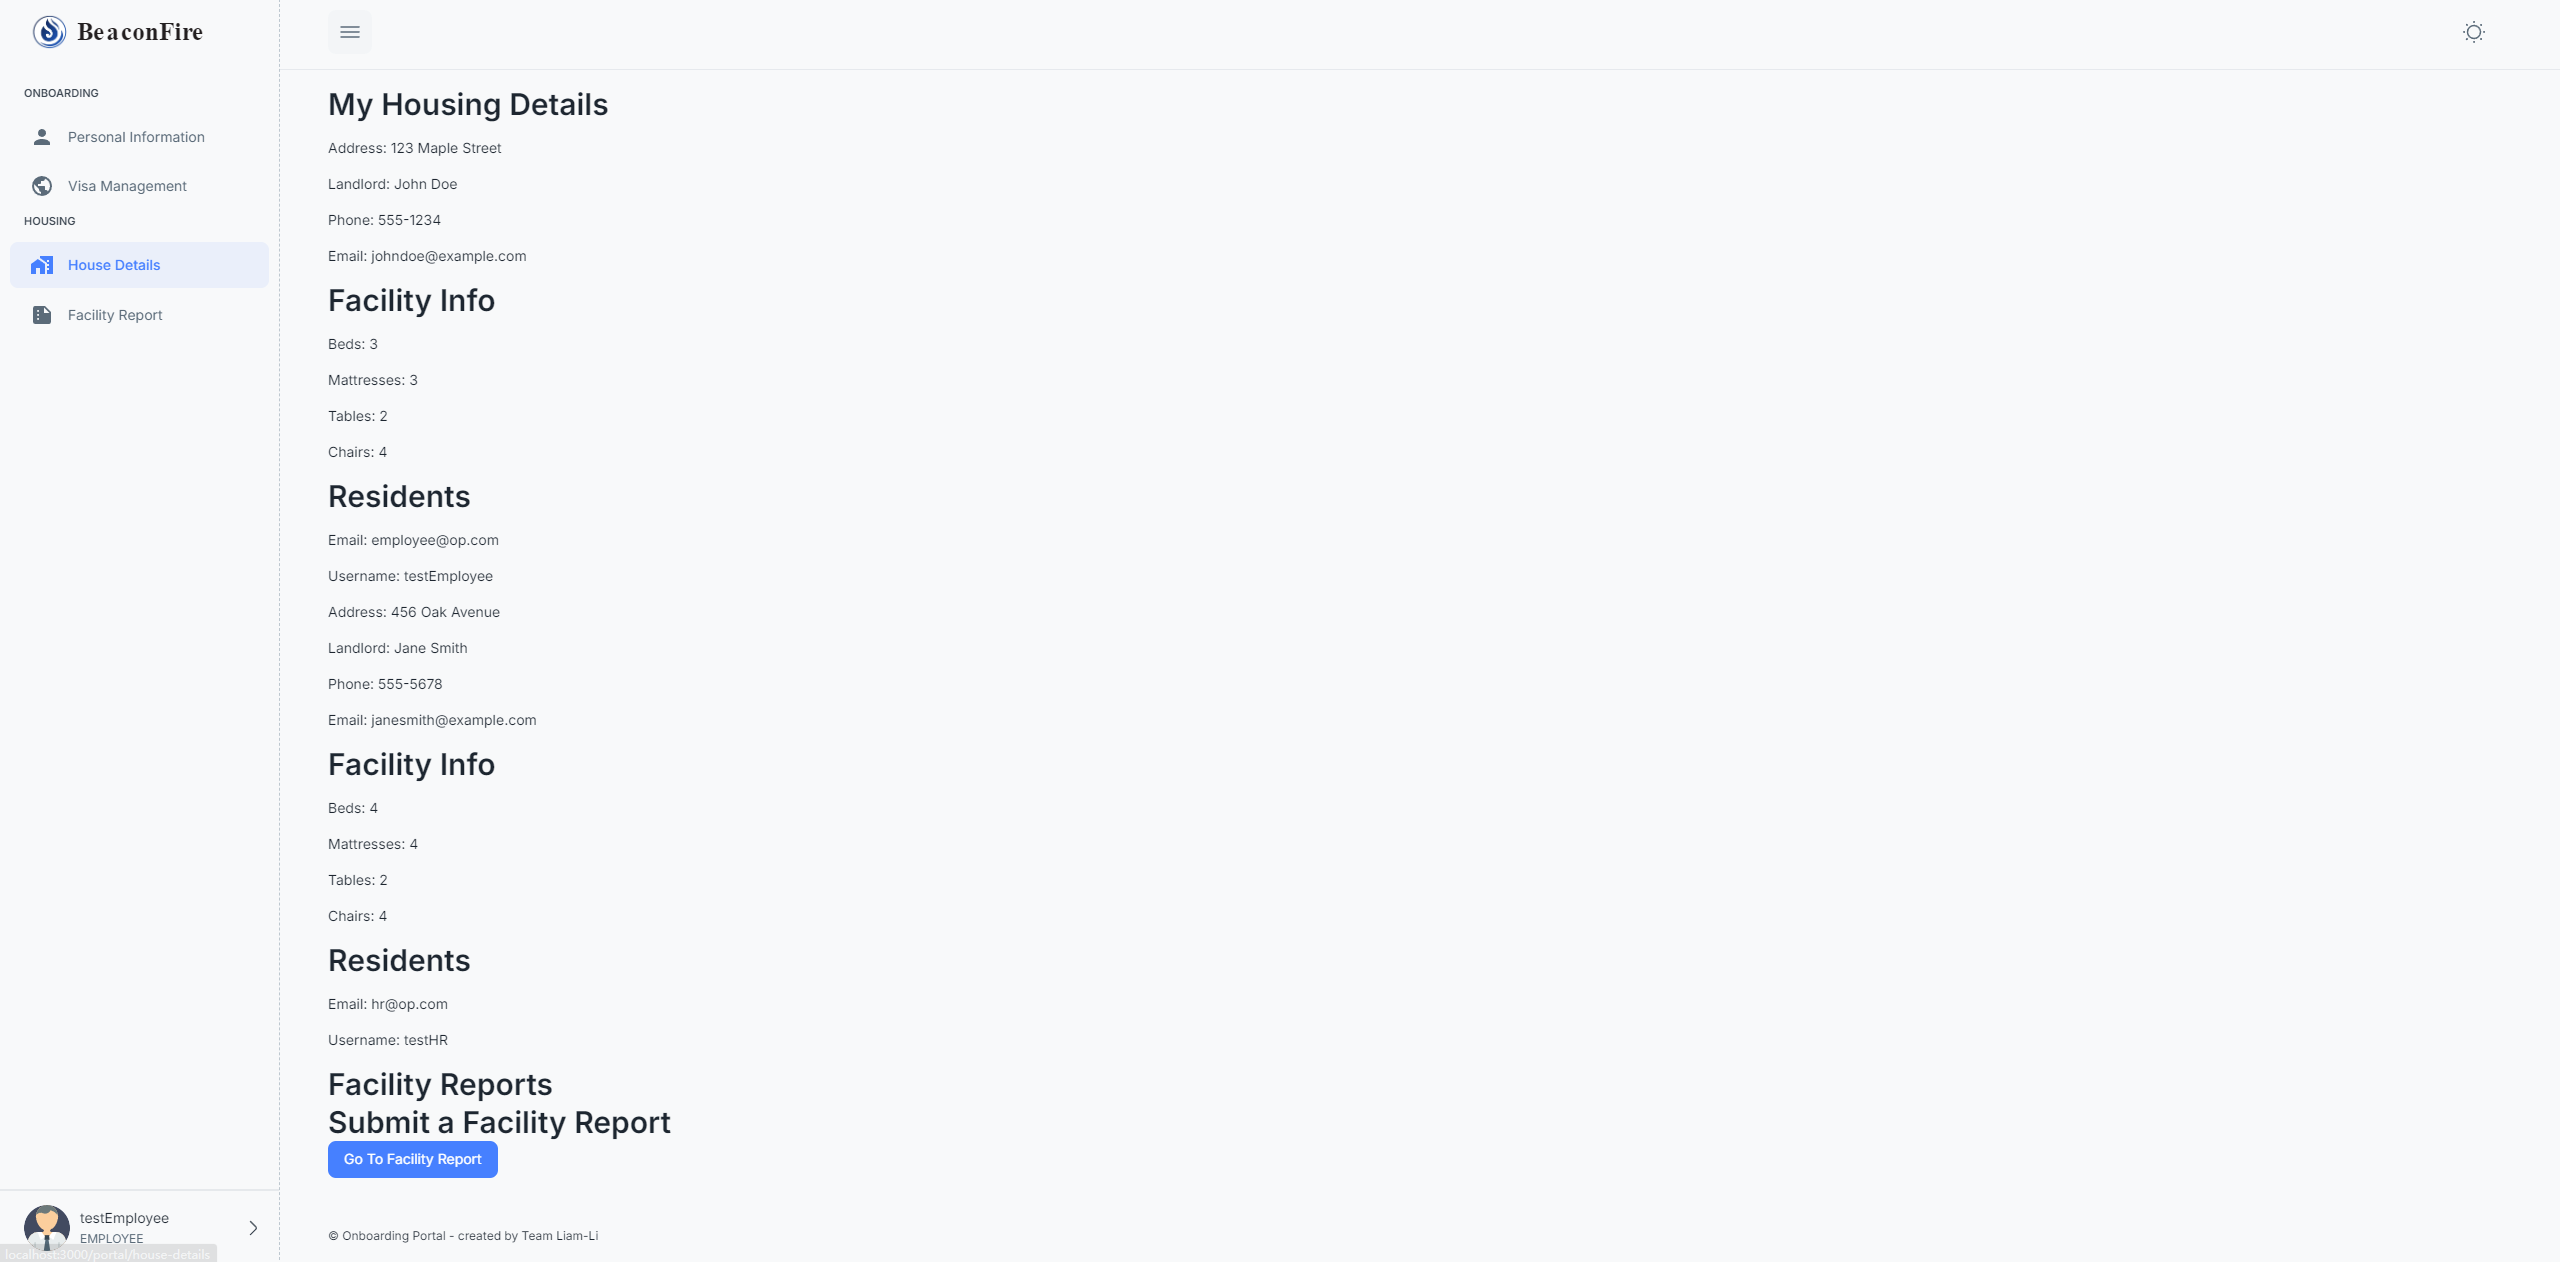 BeaconFire
ONBOARDING
Personal Information
Visa Management
HOUSING
House Details
Facility Report
My Housing Details
Address: 123 Maple Street
Landlord: John Doe
Phone: 555-1234
Email: johndoe@example.com
Facility Info
Beds: 3
Mattresses: 3
Tables: 2
Chairs: 4
Residents
Email: employee@op.com
Username: testEmployee
Address: 456 Oak Avenue
Landlord: Jane Smith
Phone: 555-5678
Email: janesmith@example.com
Facility Info
Beds: 4
Mattresses: 4
Tables: 2
Chairs: 4
Residents
Email: hr@op.com
Username: testHR
Facility Reports
Submit a Facility Report
Go To Facility Report
© Onboarding Portal - created by Team Liam-Li
testEmployee
EMPLOYEE
localhost:3000/portal/house-details